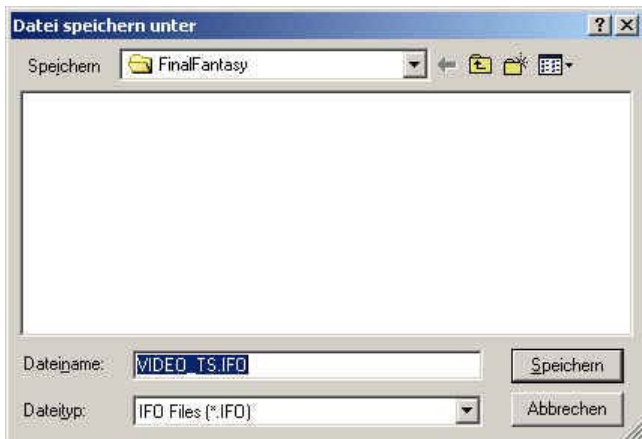 Datei speichern unter
Speichern FinalFantasy
Dateiname: VIDEO_TS.IFO Speichern
Dateityp: IFO Files (*.IFO) Abbrechen